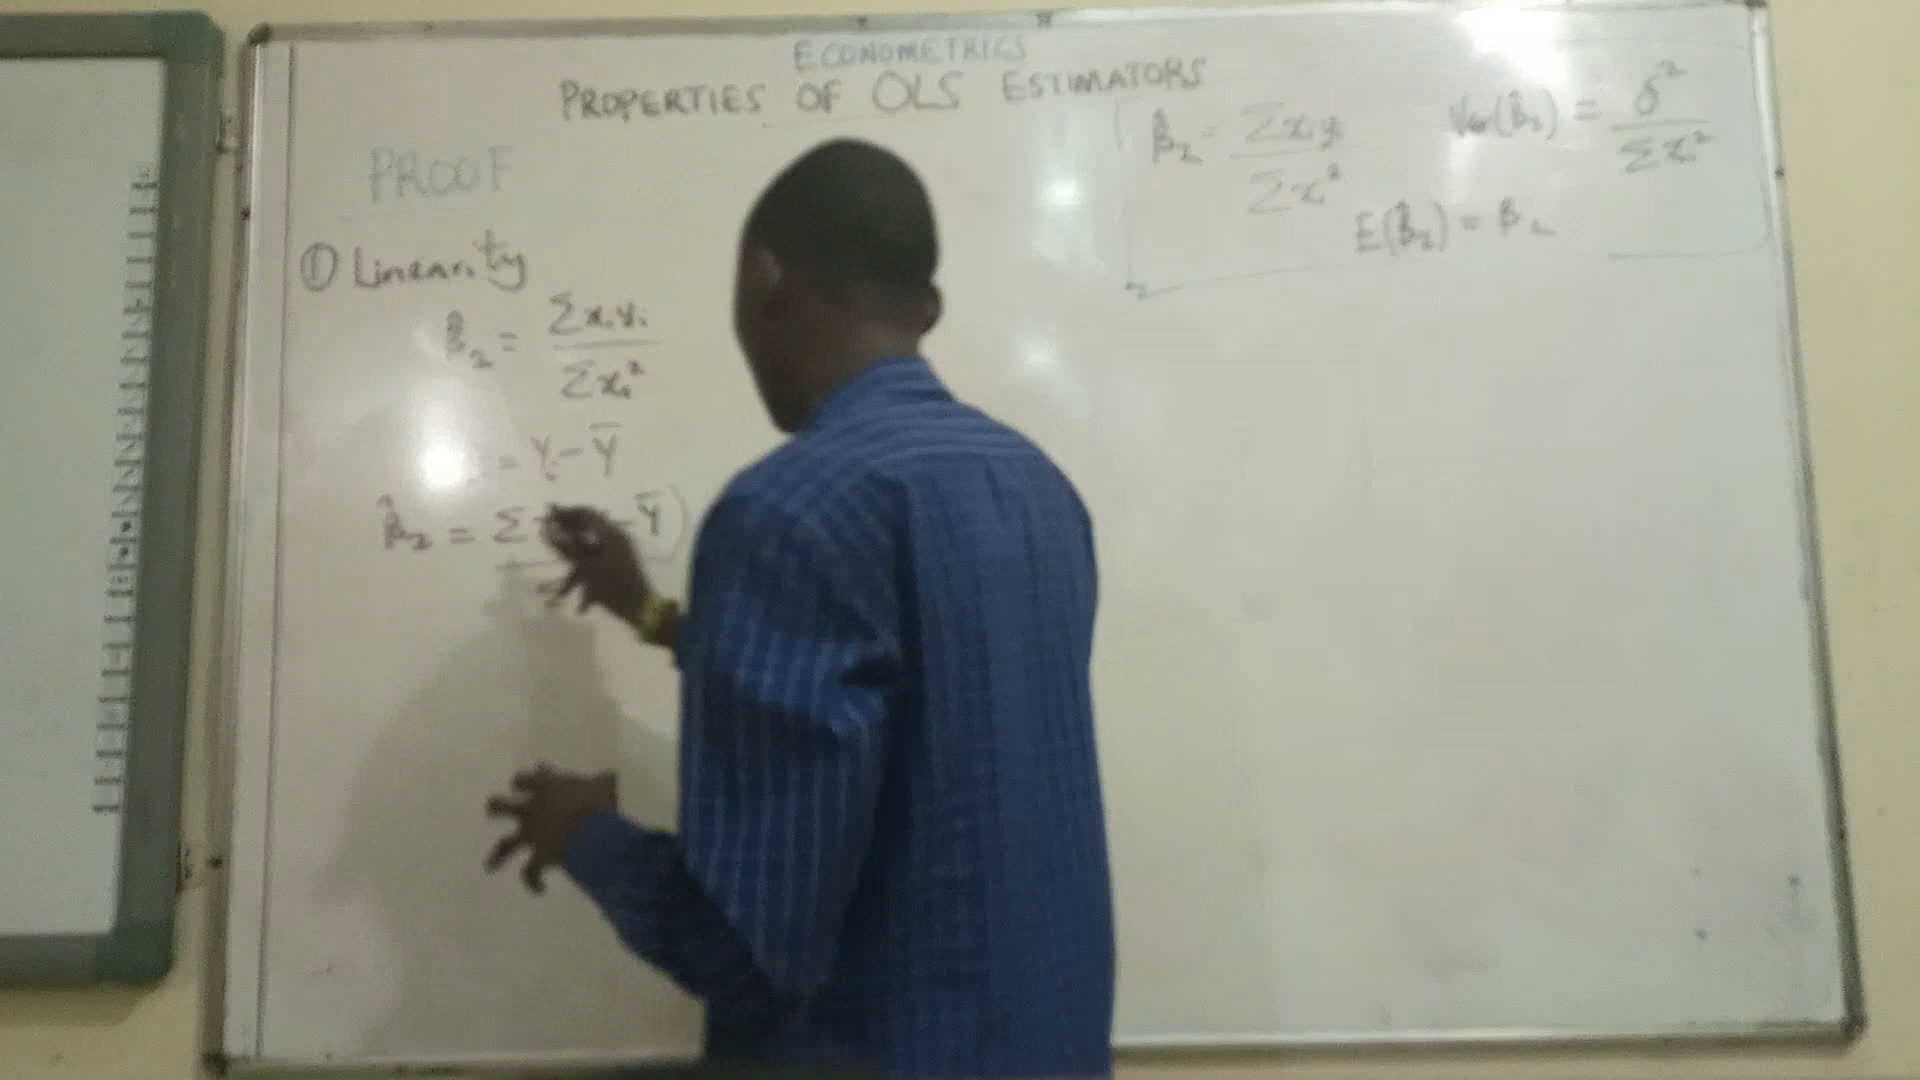 ECONOMETRICS
PROPERTIES OF OLS ESTIMATORS
PROOF
① Linearity
β̂₂ = Σxᵢyᵢ / Σxᵢ²
= Yᵢ - Ȳ
β̂₂ = Σ - Ȳ)
β̂₂ = Σxᵢyᵢ / Σxᵢ²
Var(β̂₂) = δ² / Σxᵢ²
E(β̂₂) = β₂